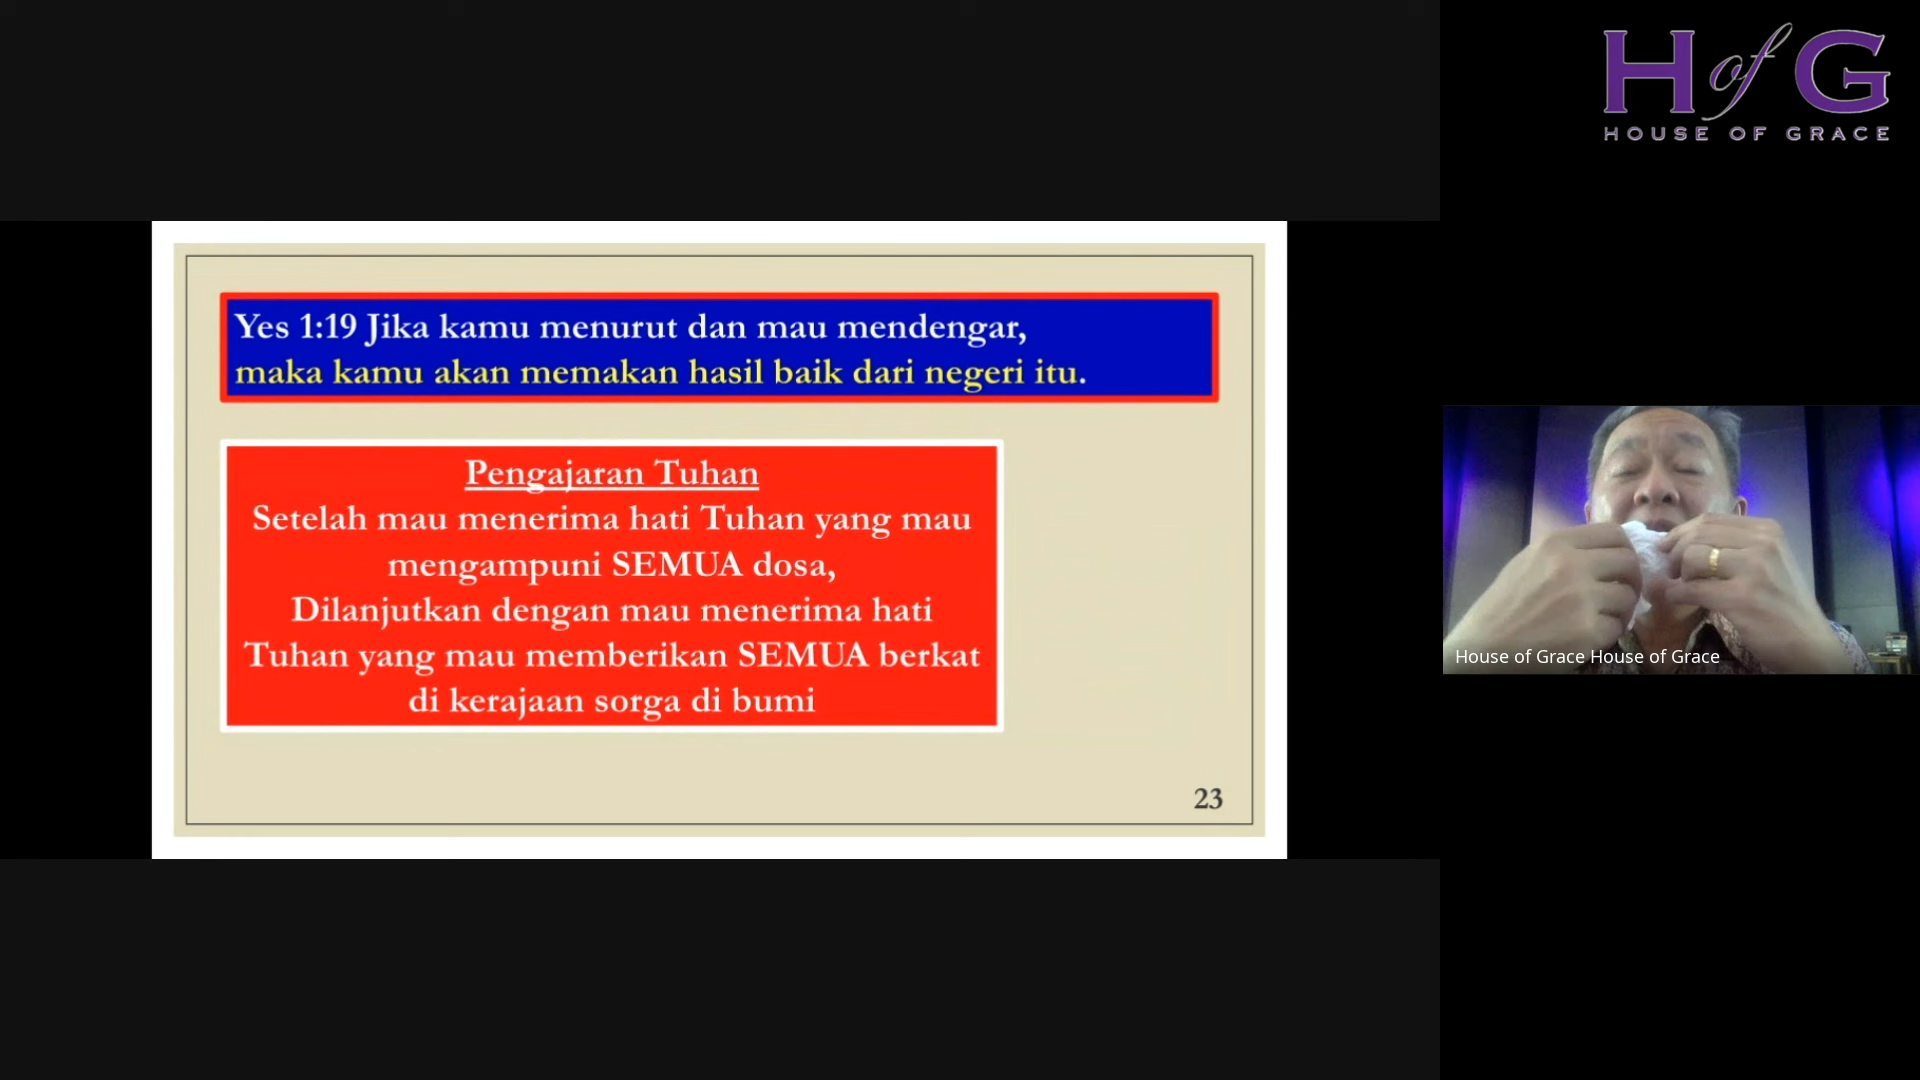 H of G
HOUSE OF GRACE
Yes 1:19 Jika kamu menurut dan mau mendengar,
maka kamu akan memakan hasil baik dari negeri itu.
Pengajaran Tuhan
Setelah mau menerima hati Tuhan yang mau
mengampuni SEMUA dosa,
Dilanjutkan dengan mau menerima hati
Tuhan yang mau memberikan SEMUA berkat
di kerajaan sorga di bumi
23
House of Grace House of Grace